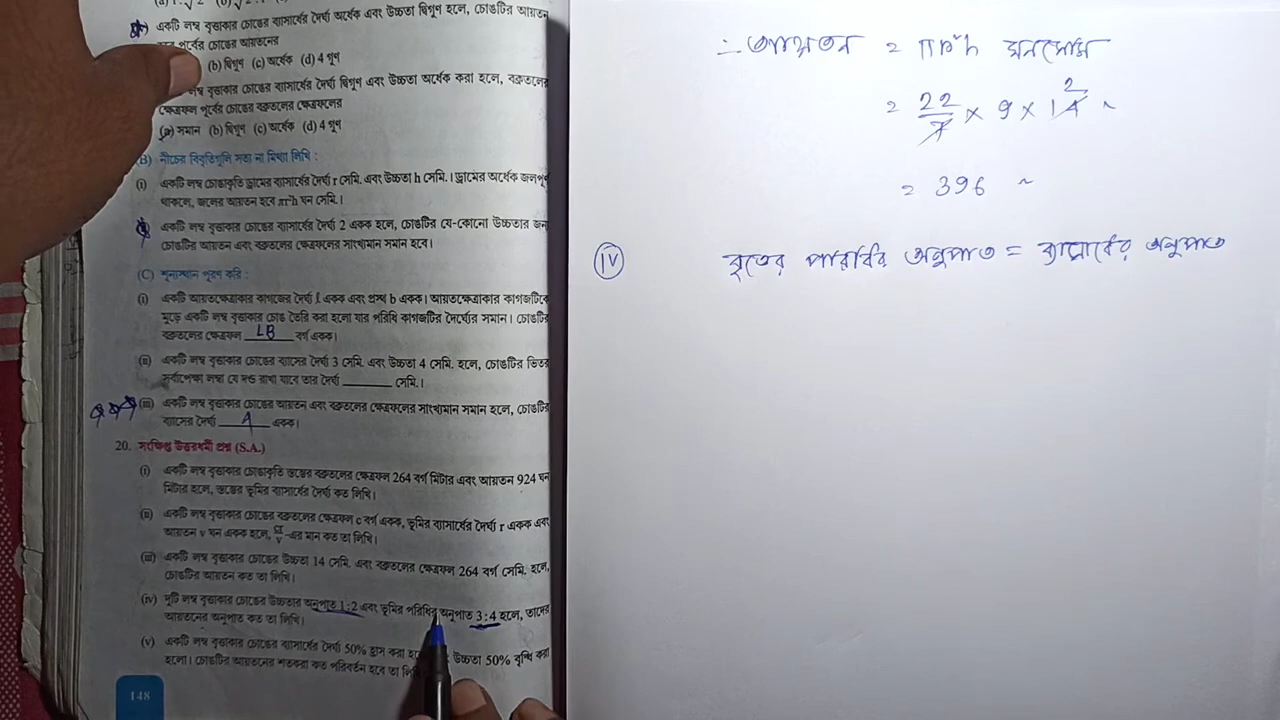 একটি লম্ব বৃত্তাকার চোঙের ব্যাসার্ধের দৈর্ঘ্য অর্ধেক এবং উচ্চতা দ্বিগুণ হলে, চোঙটির আয়তন
পূর্বের চোঙের আয়তনের
(b) দ্বিগুণ (c) অর্ধেক (d) 4 গুণ
লম্ব বৃত্তাকার চোঙের ব্যাসার্ধের দৈর্ঘ্য দ্বিগুণ এবং উচ্চতা অর্ধেক করা হলে, বক্রতলের
ক্ষেত্রফল পূর্বের চোঙের বক্রতলের ক্ষেত্রফলের
(a) সমান (b) দ্বিগুণ (c) অর্ধেক (d) 4 গুণ
(B) নীচের বিবৃতিগুলি সত্য না মিথ্যা লিখি :
(i) একটি লম্ব চোঙাকৃতি ড্রামের ব্যাসার্ধের দৈর্ঘ্য r সেমি. এবং উচ্চতা h সেমি.। ড্রামের অর্ধেক জলপূর্ণ
থাকলে, জলের আয়তন হবে πr²h ঘন সেমি.।
একটি লম্ব বৃত্তাকার চোঙের ব্যাসার্ধের দৈর্ঘ্য 2 একক হলে, চোঙটির যে-কোনো উচ্চতার জন্য
চোঙটির আয়তন এবং বক্রতলের ক্ষেত্রফলের সাংখ্যমান সমান হবে।
(C) শূন্যস্থান পূরণ করি :
(i) একটি আয়তক্ষেত্রাকার কাগজের দৈর্ঘ্য l একক এবং প্রস্থ b একক। আয়তক্ষেত্রাকার কাগজটিকে
মুড়ে একটি লম্ব বৃত্তাকার চোঙ তৈরি করা হলো যার পরিধি কাগজটির দৈর্ঘ্যের সমান। চোঙটির
বক্রতলের ক্ষেত্রফল LB বর্গ একক।
(ii) একটি লম্ব বৃত্তাকার চোঙের ব্যাসের দৈর্ঘ্য 3 সেমি. এবং উচ্চতা 4 সেমি. হলে, চোঙটির ভিতর
সর্বাপেক্ষা লম্বা যে দণ্ড রাখা যাবে তার দৈর্ঘ্য ______ সেমি.।
(iii) একটি লম্ব বৃত্তাকার চোঙের আয়তন এবং বক্রতলের ক্ষেত্রফলের সাংখ্যমান সমান হলে, চোঙটির
ব্যাসের দৈর্ঘ্য 4 একক।
20. সংক্ষিপ্ত উত্তরধর্মী প্রশ্ন (S.A.)
(i) একটি লম্ব বৃত্তাকার চোঙাকৃতি স্তম্ভের বক্রতলের ক্ষেত্রফল 264 বর্গ মিটার এবং আয়তন 924 ঘন
মিটার হলে, স্তম্ভের ভূমির ব্যাসার্ধের দৈর্ঘ্য কত লিখি।
(ii) একটি লম্ব বৃত্তাকার চোঙের বক্রতলের ক্ষেত্রফল c বর্গ একক, ভূমির ব্যাসার্ধের দৈর্ঘ্য r একক এবং
আয়তন v ঘন একক হলে, cr/v -এর মান কত তা লিখি।
(iii) একটি লম্ব বৃত্তাকার চোঙের উচ্চতা 14 সেমি. এবং বক্রতলের ক্ষেত্রফল 264 বর্গ সেমি. হলে,
চোঙটির আয়তন কত তা লিখি।
(iv) দুটি লম্ব বৃত্তাকার চোঙের উচ্চতার অনুপাত 1:2 এবং ভূমির পরিধির অনুপাত 3:4 হলে, তাদের
আয়তনের অনুপাত কত তা লিখি।
(v) একটি লম্ব বৃত্তাকার চোঙের ব্যাসার্ধের দৈর্ঘ্য 50% হ্রাস করা উচ্চতা 50% বৃদ্ধি করা
হলো। চোঙটির আয়তনের শতকরা কত পরিবর্তন হবে তা
148
∴ আয়তন = πr²h ঘনসেমি
= 22/7 × 9 × 14 2 ~
= 396 ~
iv বৃত্তের পরিধির অনুপাত = ব্যাসার্ধের অনুপাত